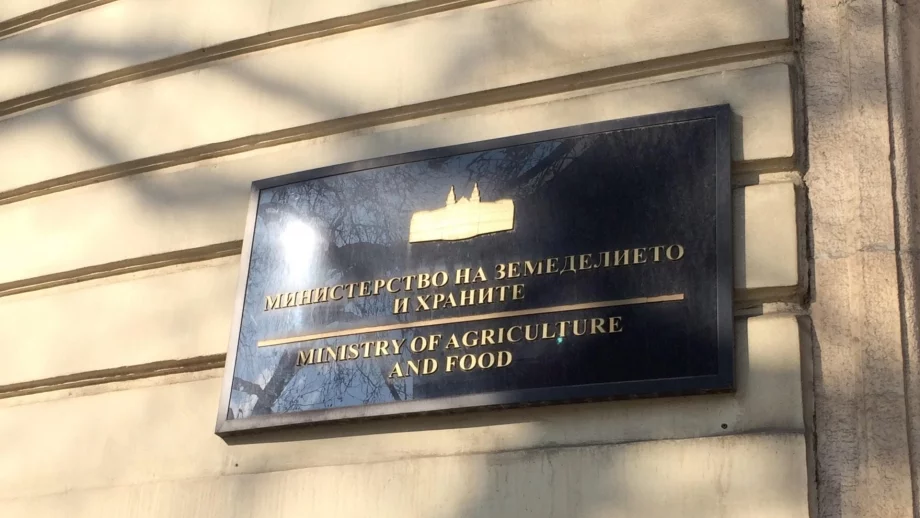 МИНИСТЕРСТВО НА ЗЕМЕДЕЛИЕТО
И ХРАНИТЕ
MINISTRY OF AGRICULTURE
AND FOOD